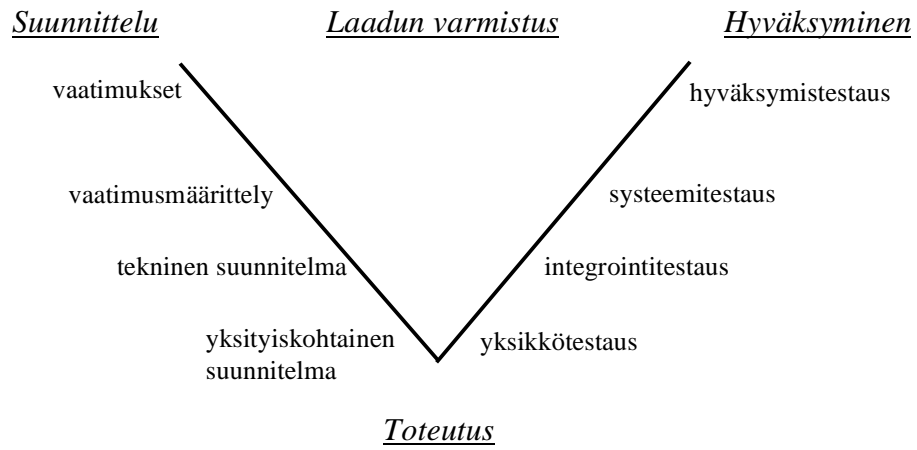 Suunnittelu
Laadun varmistus
Hyväksyminen
vaatimukset
hyväksymistestaus
vaatimusmäärittely
systeemitestaus
tekninen suunnitelma
integrointitestaus
yksityiskohtainen
suunnitelma
yksikkötestaus
Toteutus